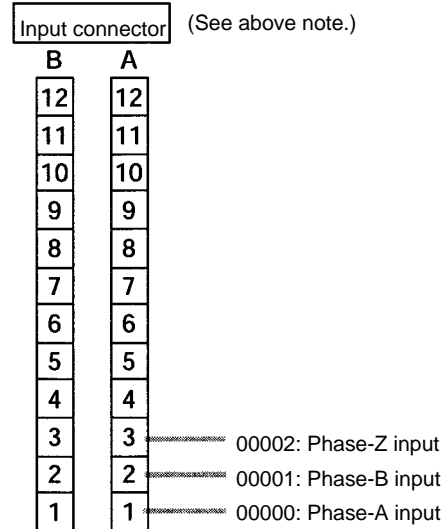 Input connector (See above note.)
B A
12 12
11 11
10 10
9 9
8 8
7 7
6 6
5 5
4 4
3 3 00002: Phase-Z input
2 2 00001: Phase-B input
1 1 00000: Phase-A input